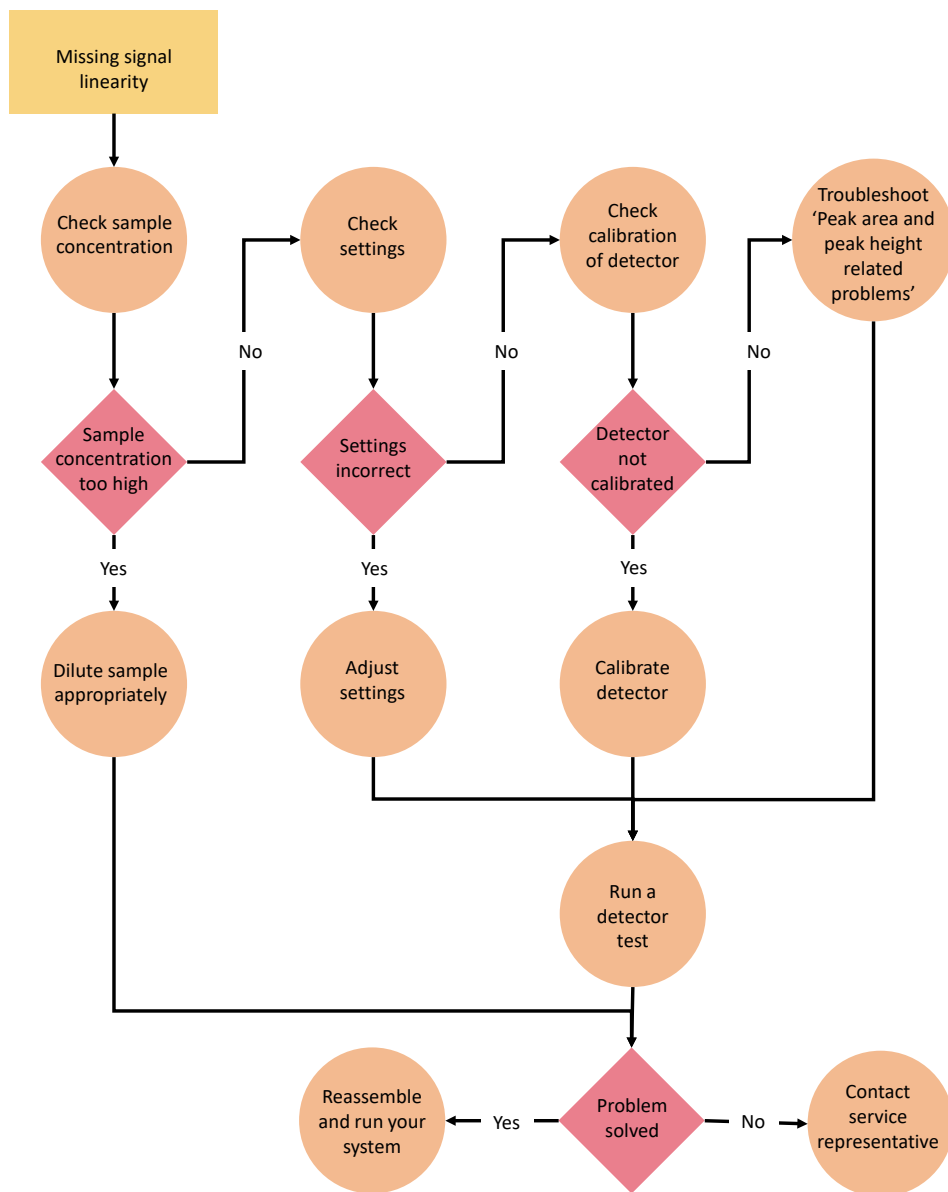 Missing signal
linearity
Check sample
concentration
Check
settings
Check
calibration
of detector
Troubleshoot
‘Peak area and
peak height
related
problems’
No
No
No
Sample
concentration
too high
Settings
incorrect
Detector
not
calibrated
Yes
Yes
Yes
Dilute sample
appropriately
Adjust
settings
Calibrate
detector
Run a
detector
test
Reassemble
and run your
system
Yes
Problem
solved
No
Contact
service
representative